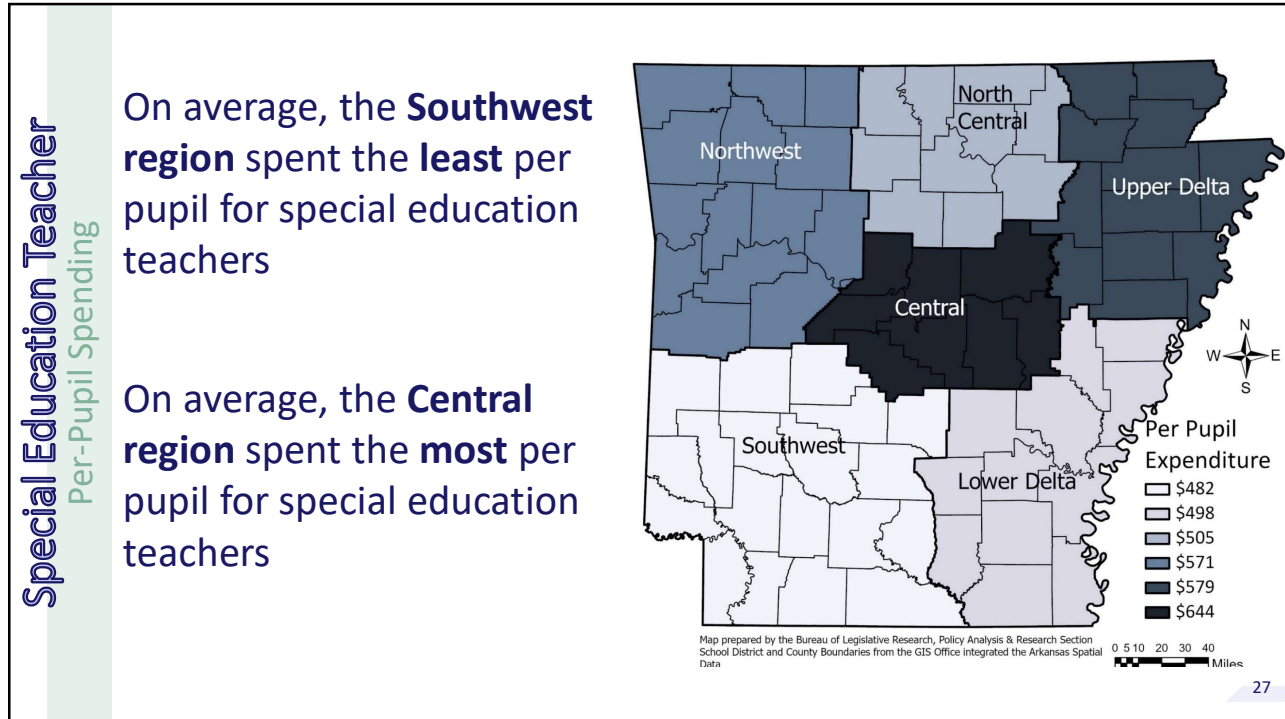 Special Education Teacher
Per-Pupil Spending
On average, the Southwest
region spent the least per
pupil for special education
teachers
On average, the Central
region spent the most per
pupil for special education
teachers
Northwest
North
Central
Upper Delta
Central
Southwest
Lower Delta
N
W E
S
Per Pupil
Expenditure
$482
$498
$505
$571
$579
$644
Map prepared by the Bureau of Legislative Research, Policy Analysis & Research Section
School District and County Boundaries from the GIS Office integrated the Arkansas Spatial
Data
0 5 10 20 30 40
Miles
27